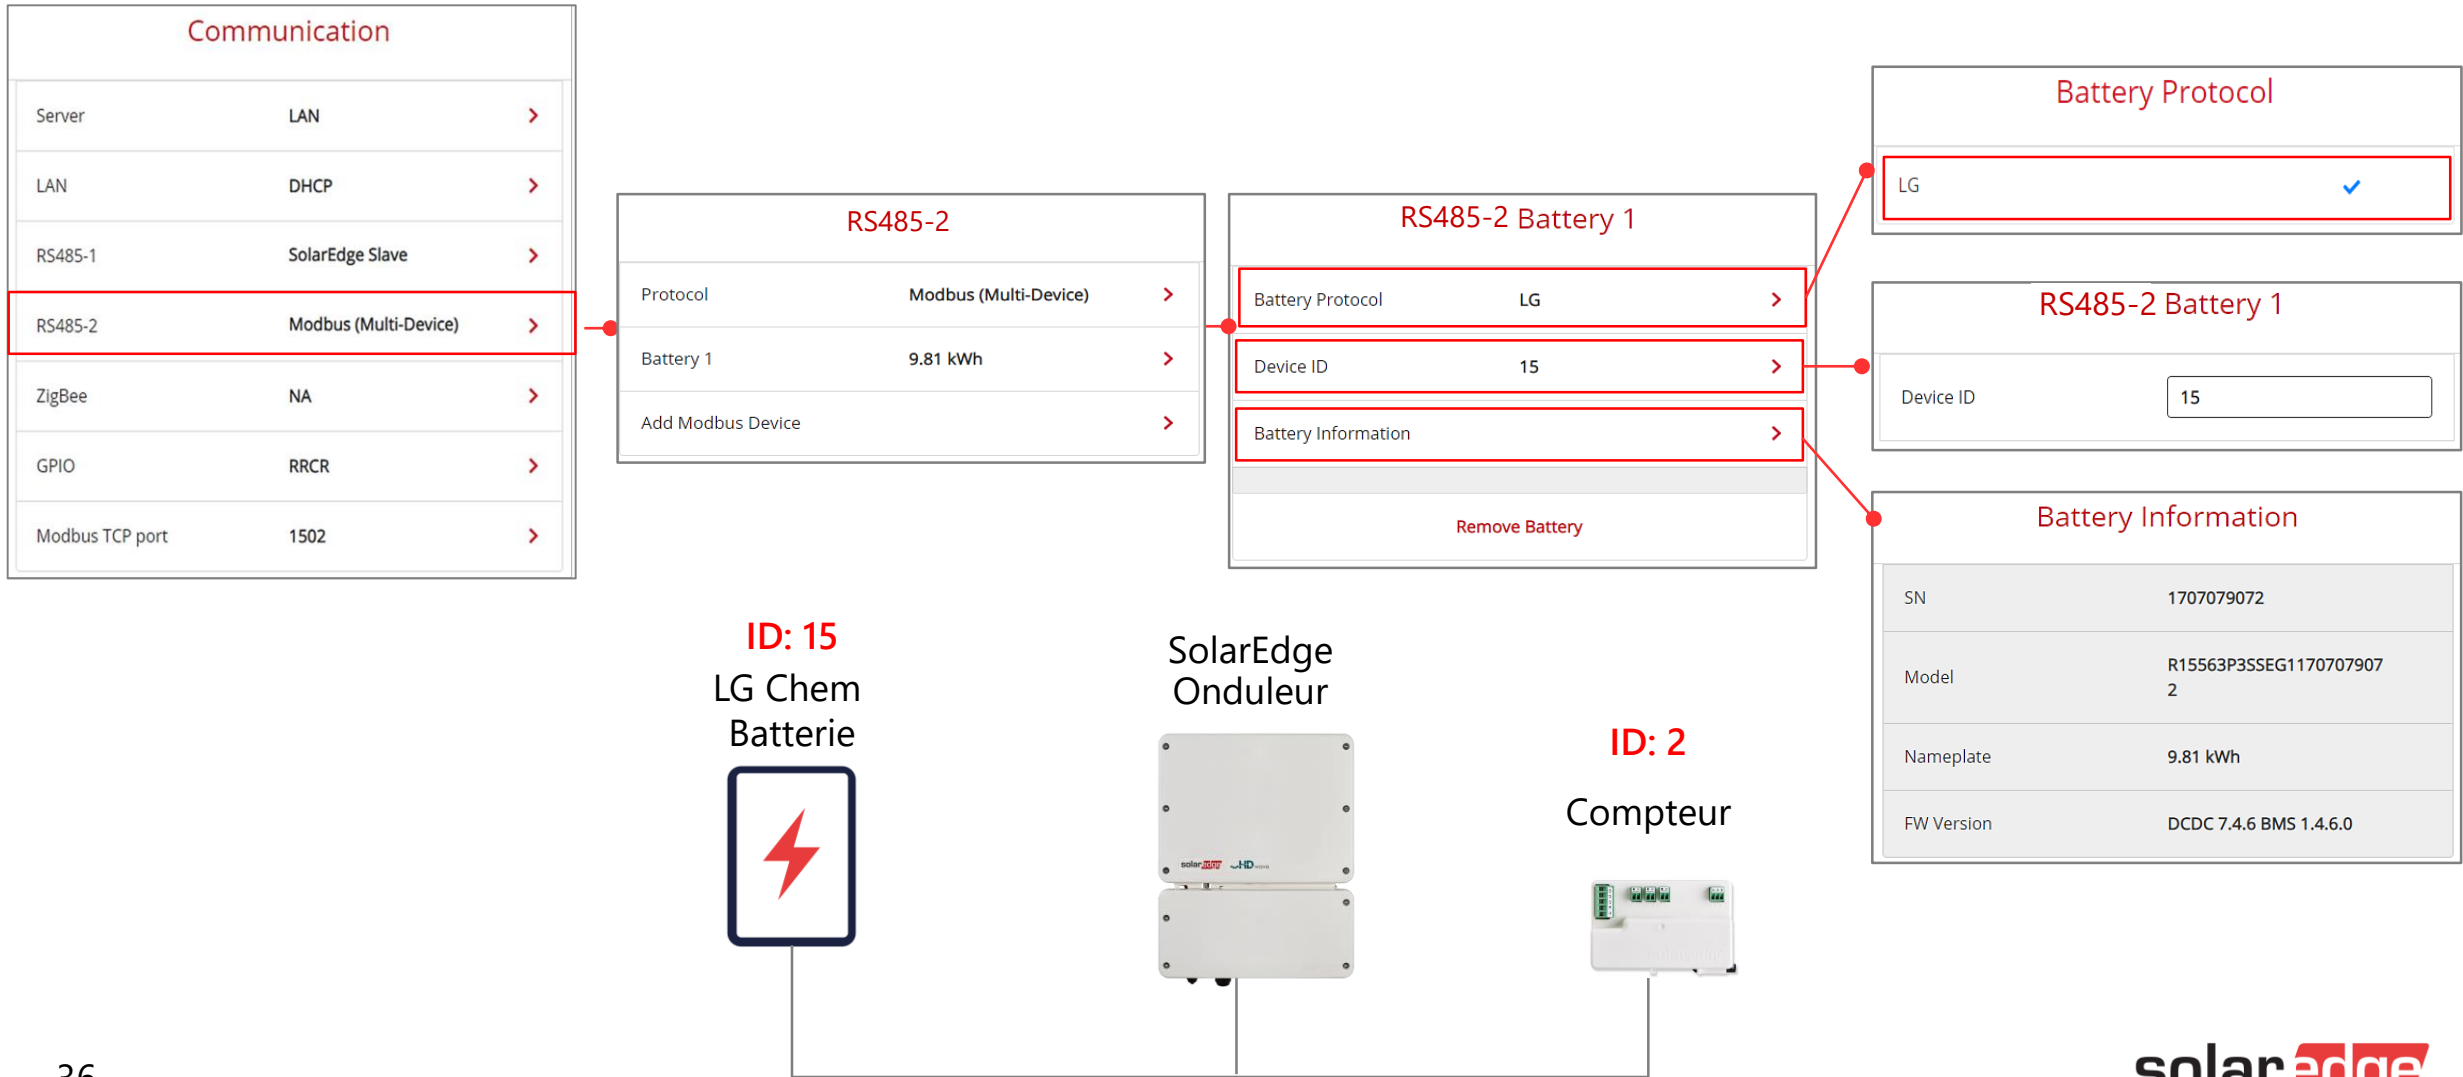 Communication
Server LAN
LAN DHCP
RS485-1 SolarEdge Slave
RS485-2 Modbus (Multi-Device)
ZigBee NA
GPIO RRCR
Modbus TCP port 1502
RS485-2
Protocol Modbus (Multi-Device)
Battery 1 9.81 kWh
Add Modbus Device
RS485-2 Battery 1
Battery Protocol LG
Device ID 15
Battery Information
Remove Battery
Battery Protocol
LG
RS485-2 Battery 1
Device ID 15
Battery Information
SN 1707079072
Model R15563P3SSEG1170707907
2
Nameplate 9.81 kWh
FW Version DCDC 7.4.6 BMS 1.4.6.0
ID: 15
LG Chem
Batterie
SolarEdge
Onduleur
solaredge HD wave
ID: 2
Compteur
36
solaredge